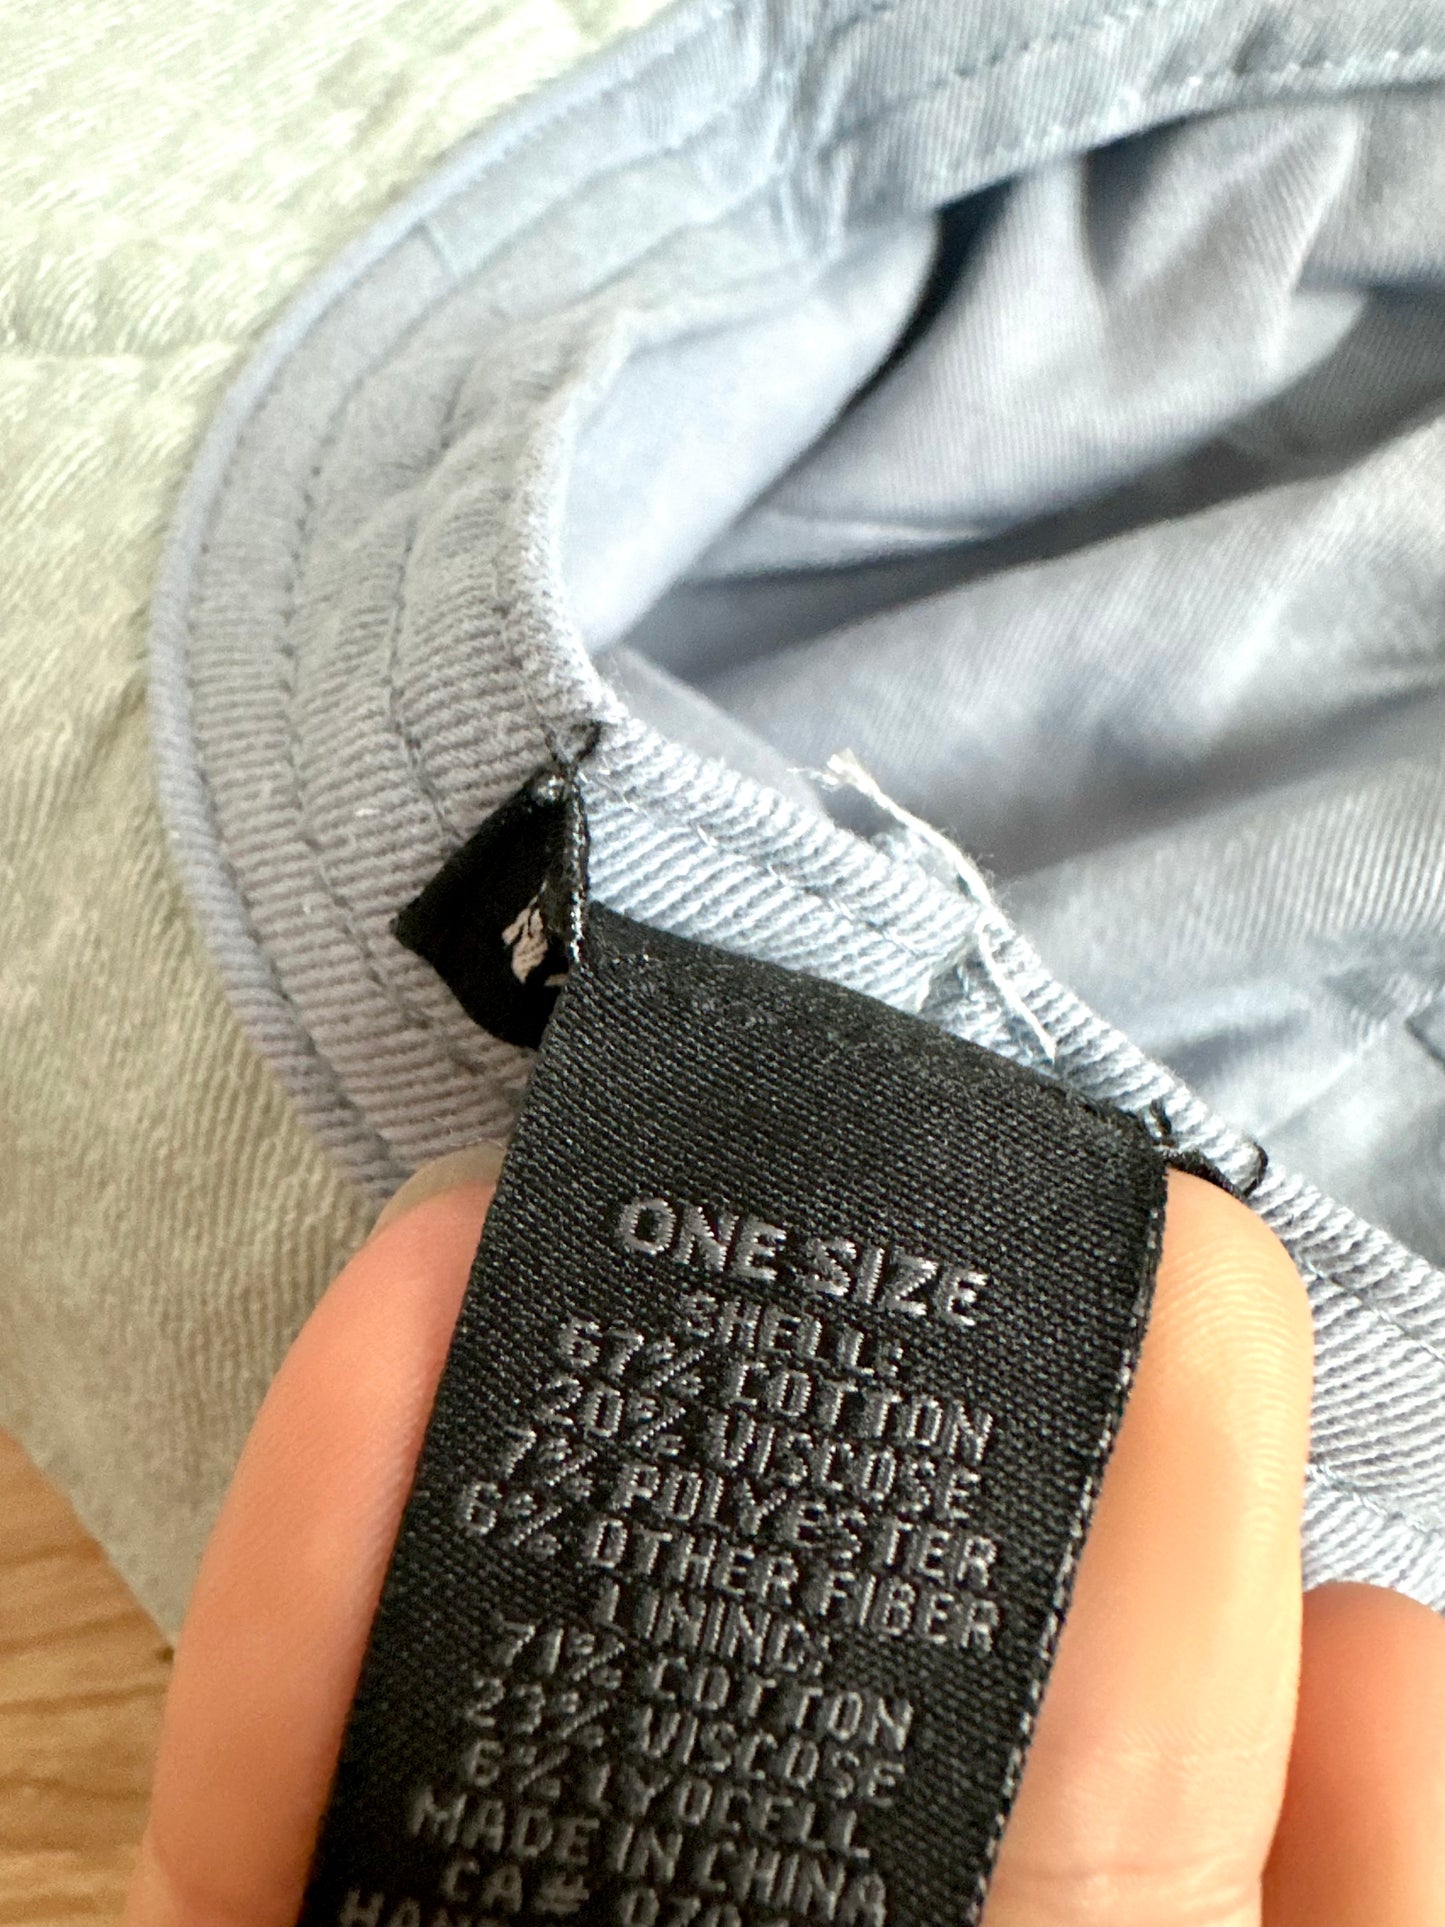 ONE SIZE
SHELL:
67% COTTON
20% VISCOSE
7% POLYESTER
6% OTHER FIBER
LINING:
71% COTTON
23% VISCOSE
6% LYOCELL
MADE IN CHINA
CA#